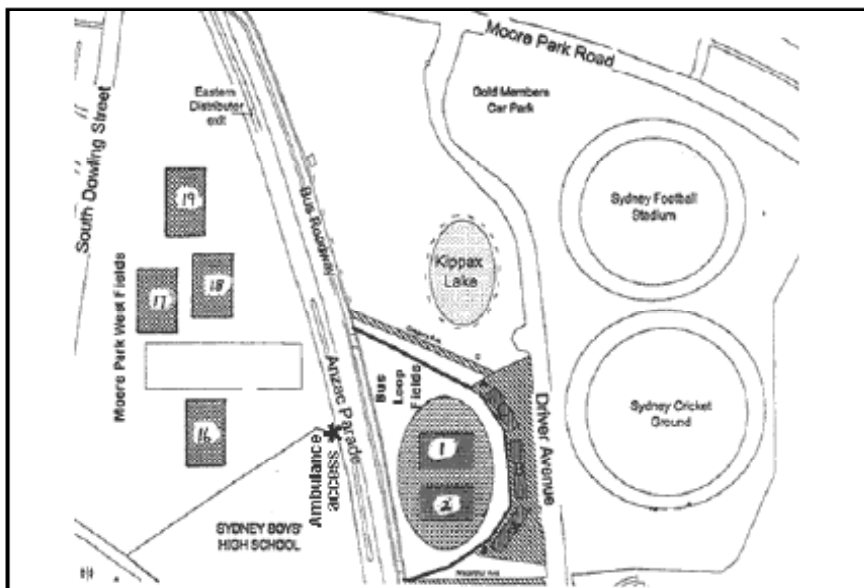 Moore Park Road
Eastern
Distributor
exit
Gold Members
Car Park
South Dowling Street
19
Bus Roadway
Sydney Football
Stadium
Moore Park West Fields
17
18
Kippax
Lake
Anzac Parade
Bus
Loop
Fields
Driver Avenue
Sydney Cricket
Ground
16
1
2
Ambulance
access
SYDNEY BOYS'
HIGH SCHOOL